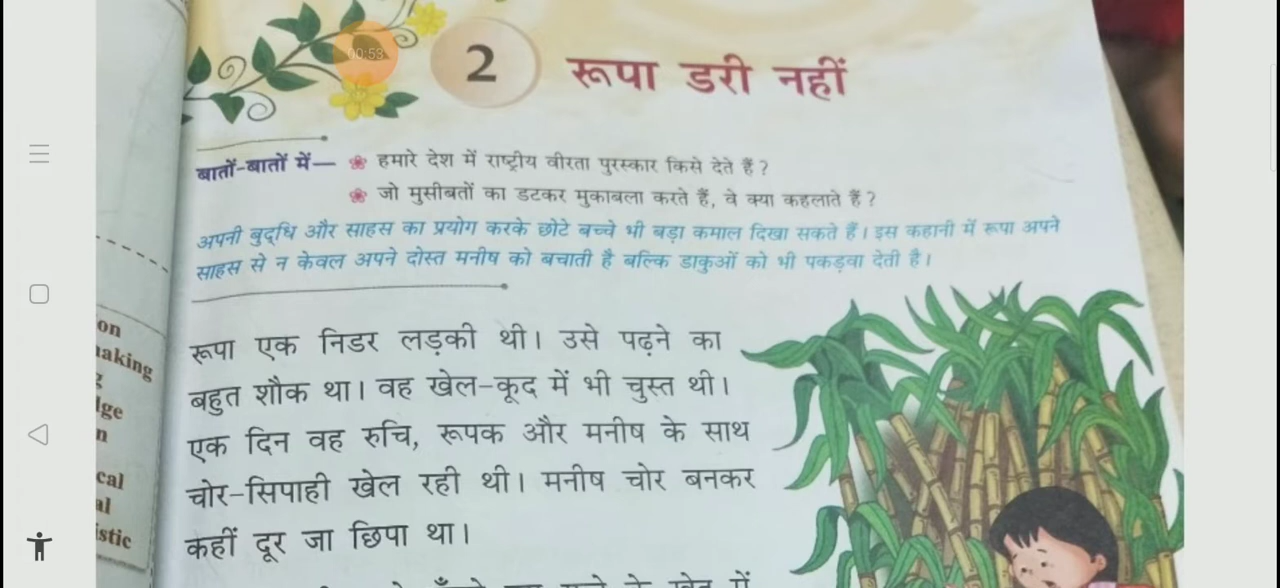 00:53
2
रूपा डरी नहीं
बातों-बातों में— ❀ हमारे देश में राष्ट्रीय वीरता पुरस्कार किसे देते हैं?
❀ जो मुसीबतों का डटकर मुकाबला करते हैं, वे क्या कहलाते हैं?
अपनी बुद्धि और साहस का प्रयोग करके छोटे बच्चे भी बड़ा कमाल दिखा सकते हैं। इस कहानी में रूपा अपने
साहस से न केवल अपने दोस्त मनीष को बचाती है बल्कि डाकुओं को भी पकड़वा देती है।
रूपा एक निडर लड़की थी। उसे पढ़ने का
बहुत शौक था। वह खेल-कूद में भी चुस्त थी।
एक दिन वह रुचि, रूपक और मनीष के साथ
चोर-सिपाही खेल रही थी। मनीष चोर बनकर
कहीं दूर जा छिपा था।
के खेत में
on
aking
lge
n
cal
al
istic